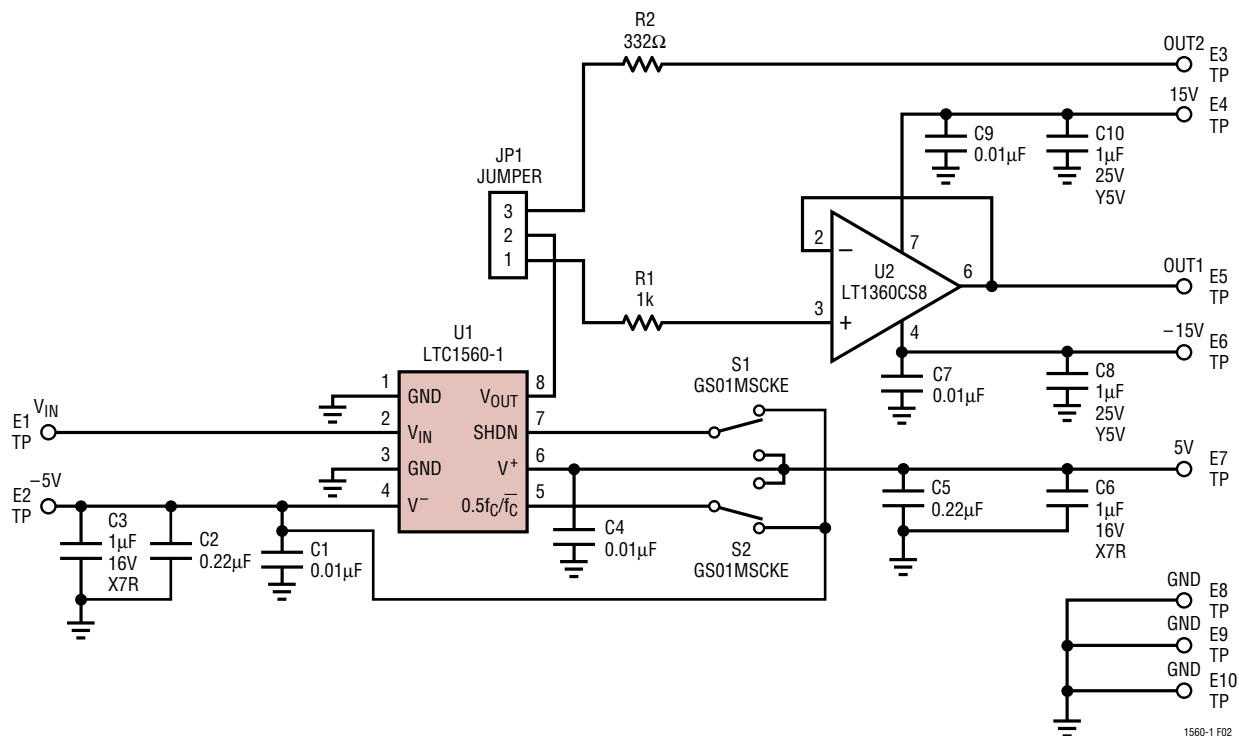 R2
332Ω
OUT2
E3
TP
15V
E4
TP
C9
0.01µF
C10
1µF
25V
Y5V
JP1
JUMPER
3
2
1
2
7
–
U2
LT1360CS8
6
OUT1
E5
TP
R1
1k
3
+
4
–15V
E6
TP
C7
0.01µF
C8
1µF
25V
Y5V
U1
LTC1560-1
S1
GS01MSCKE
1
GND
VOUT
8
E1
TP
VIN
2
VIN
SHDN
7
3
GND
V+
6
5V
E7
TP
E2
TP
–5V
4
V–
0.5fC/f̅C̅
5
C3
1µF
16V
X7R
C2
0.22µF
C1
0.01µF
C4
0.01µF
S2
GS01MSCKE
C5
0.22µF
C6
1µF
16V
X7R
GND
E8
TP
GND
E9
TP
GND
E10
TP
1560-1 F02